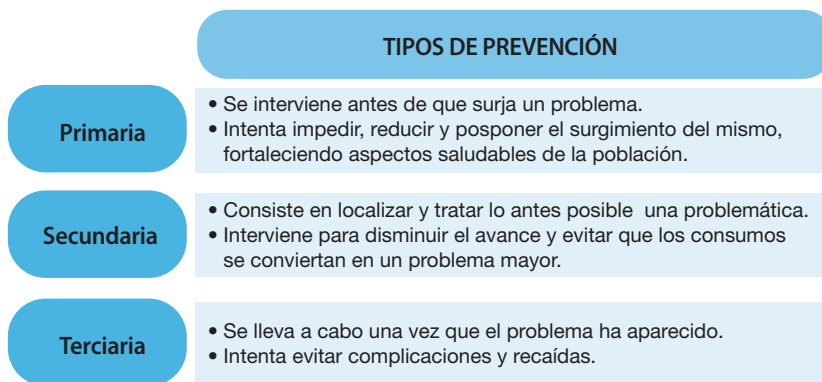 TIPOS DE PREVENCIÓN
Primaria
• Se interviene antes de que surja un problema.
• Intenta impedir, reducir y posponer el surgimiento del mismo,
fortaleciendo aspectos saludables de la población.
Secundaria
• Consiste en localizar y tratar lo antes posible una problemática.
• Interviene para disminuir el avance y evitar que los consumos
se conviertan en un problema mayor.
Terciaria
• Se lleva a cabo una vez que el problema ha aparecido.
• Intenta evitar complicaciones y recaídas.